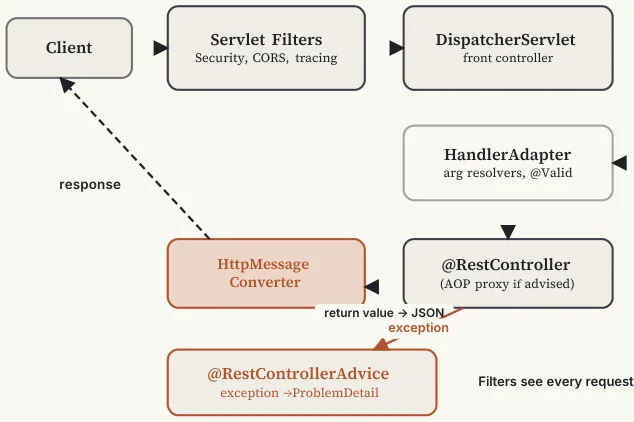 Client
Servlet Filters
Security, CORS, tracing
DispatcherServlet
front controller
HandlerAdapter
arg resolvers, @Valid
response
HttpMessage
Converter
@RestController
(AOP proxy if advised)
return value → JSON
exception
@RestControllerAdvice
exception →ProblemDetail
Filters see every request